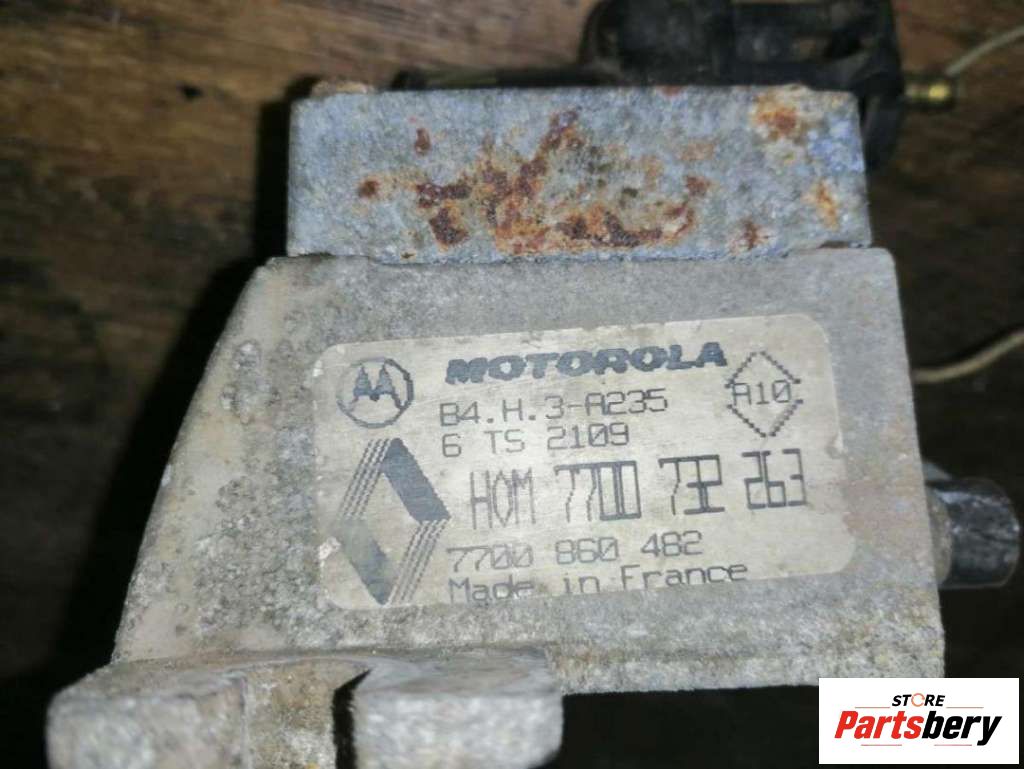 MOTOROLA
B4.H.3-A235
A10
6 TS 2109
HOM 7700 732 263
7700 860 482
Made in France
STORE
Partsbery